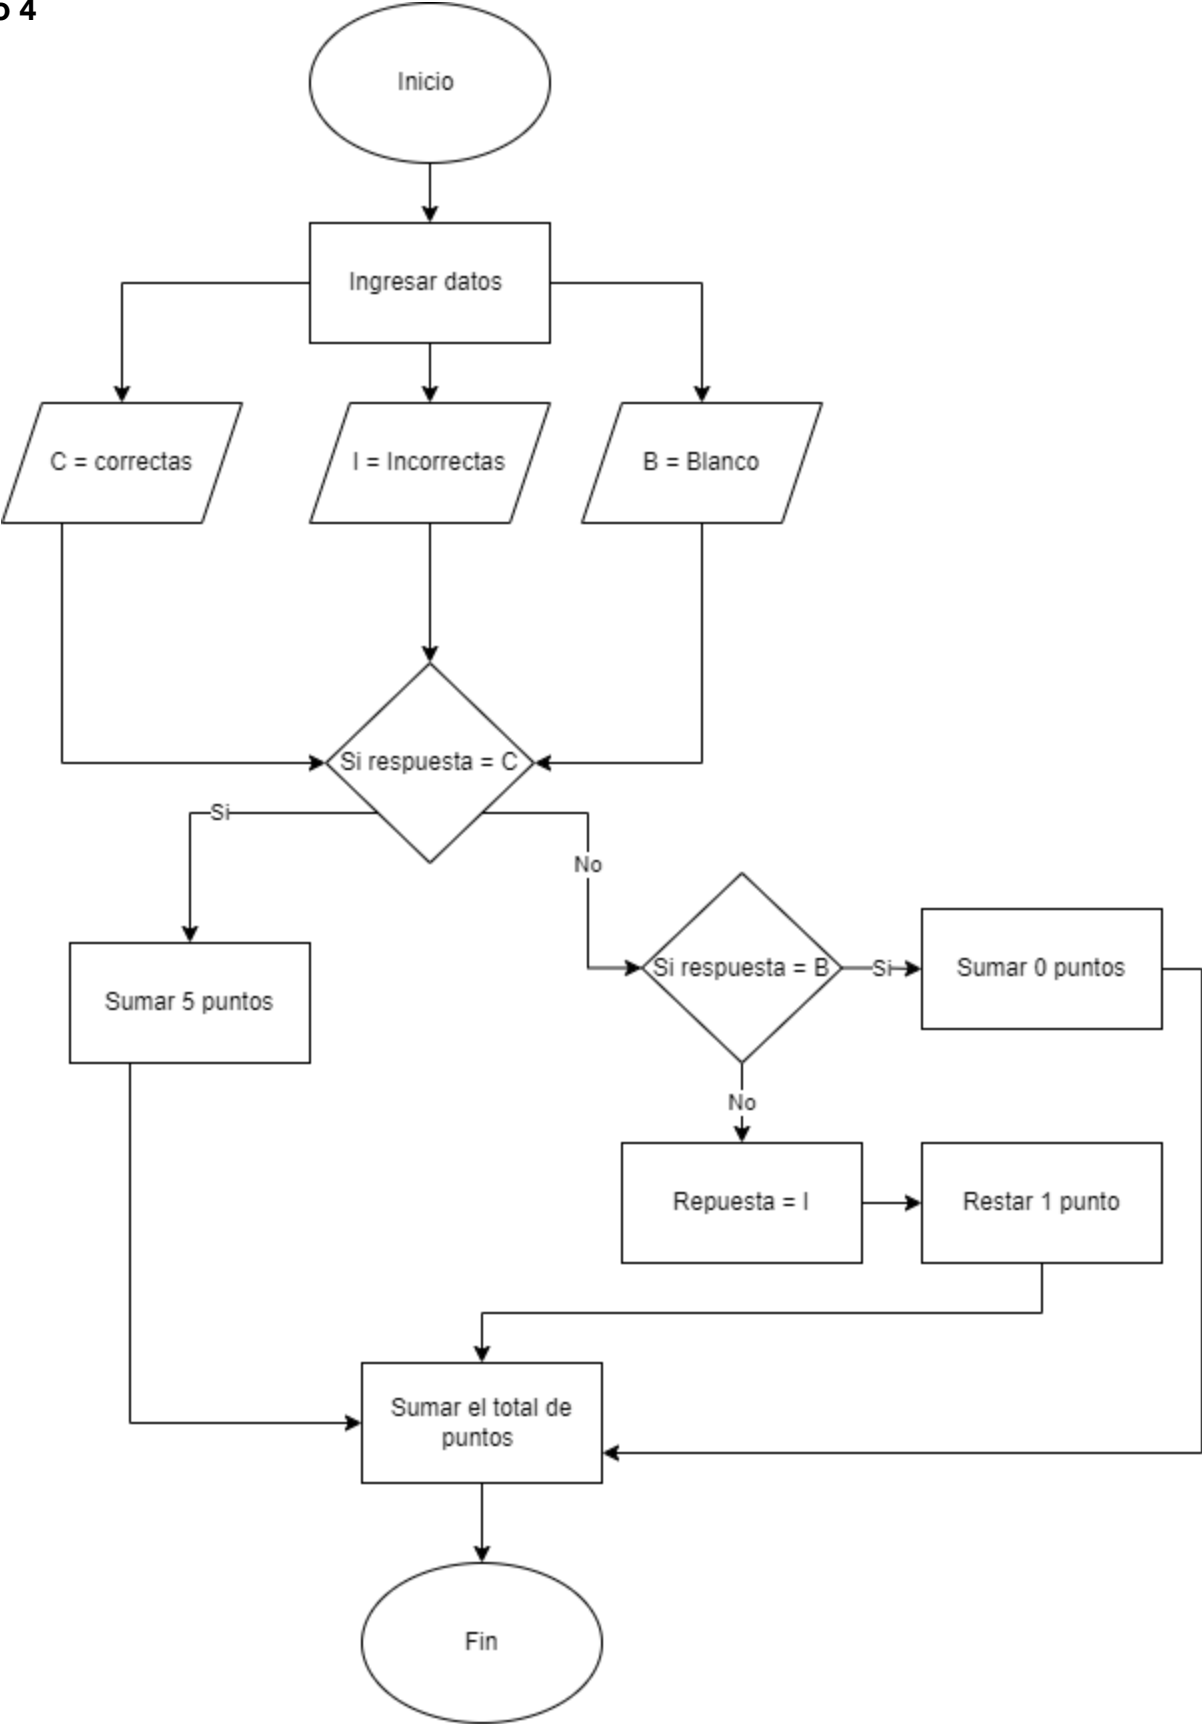 o 4
Inicio
Ingresar datos
C = correctas
I = Incorrectas
B = Blanco
Si respuesta = C
Si
No
Si respuesta = B
Si
Sumar 0 puntos
Sumar 5 puntos
No
Repuesta = I
Restar 1 punto
Sumar el total de
puntos
Fin